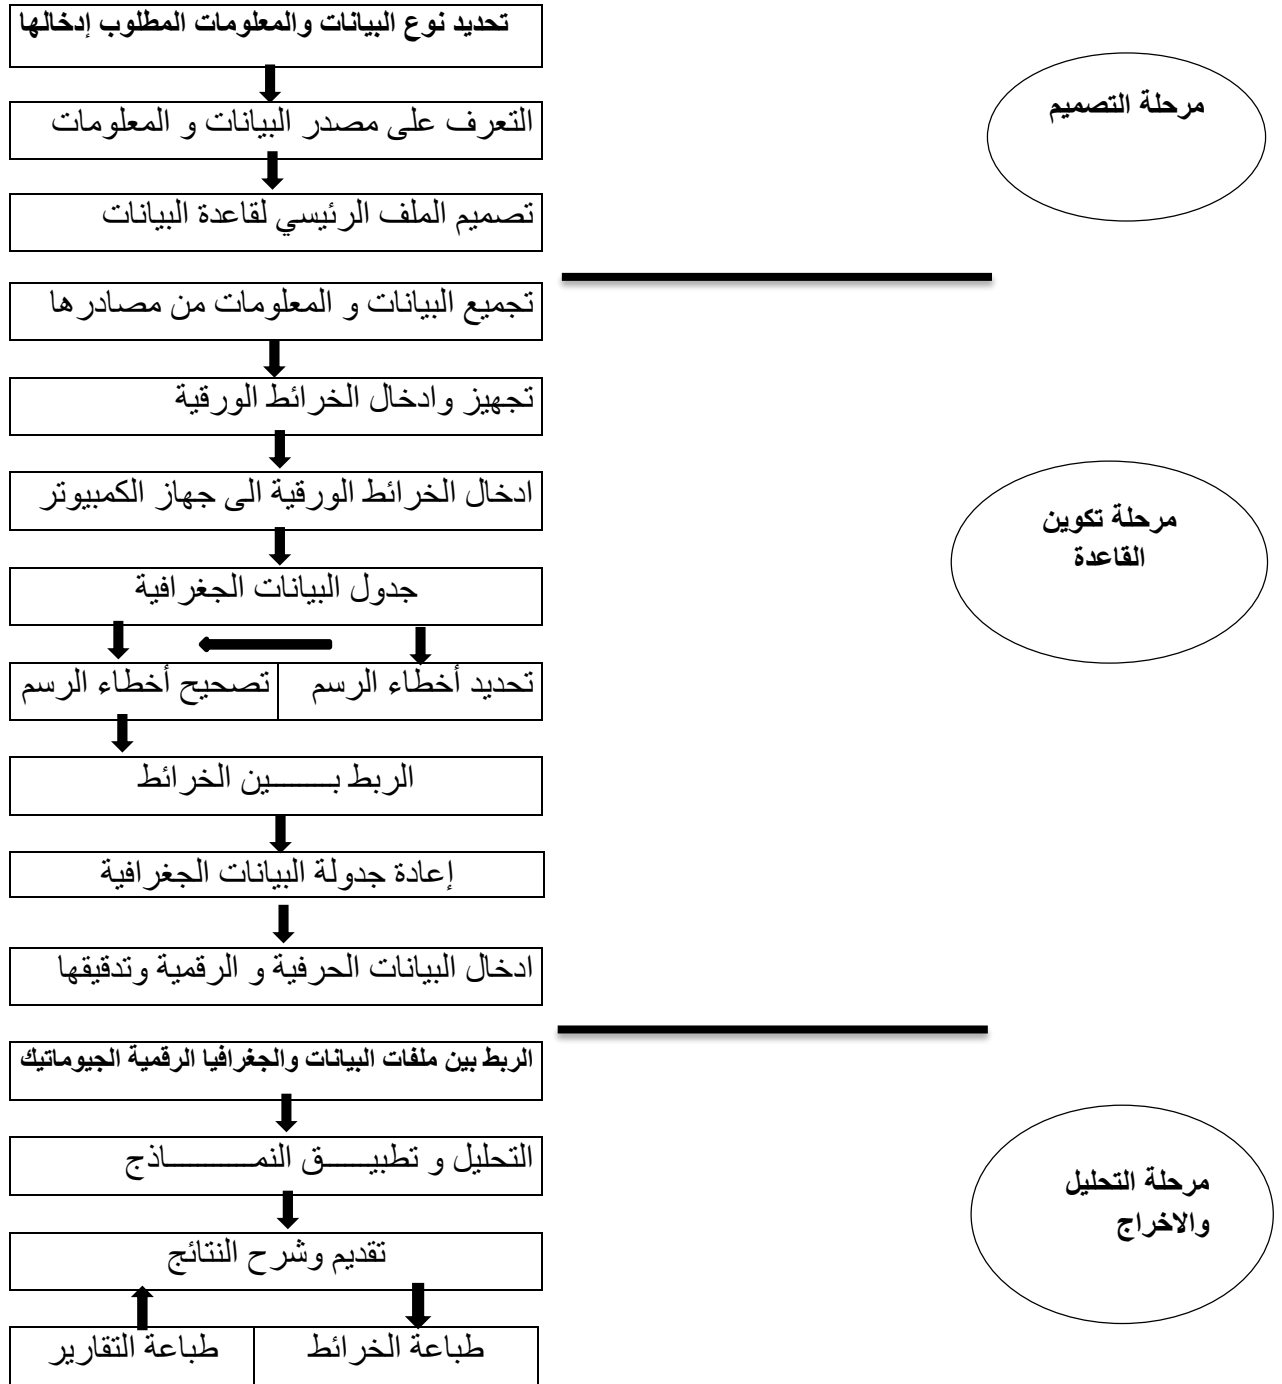 تحديد نوع البيانات والمعلومات المطلوب إدخالها
مرحلة التصميم
التعرف على مصدر البيانات و المعلومات
تصميم الملف الرئيسي لقاعدة البيانات
تجميع البيانات و المعلومات من مصادرها
تجهيز وادخال الخرائط الورقية
ادخال الخرائط الورقية الى جهاز الكمبيوتر
مرحلة تكوين
القاعدة
جدول البيانات الجغرافية
تحديد أخطاء الرسم
تصحيح أخطاء الرسم
الربط بـــــــين الخرائط
إعادة جدولة البيانات الجغرافية
ادخال البيانات الحرفية و الرقمية وتدقيقها
الربط بين ملفات البيانات والجغرافيا الرقمية الجيوماتيك
التحليل و تطبيـــــق النمـــــــــاذج
مرحلة التحليل
والاخراج
تقديم وشرح النتائج
طباعة الخرائط
طباعة التقارير